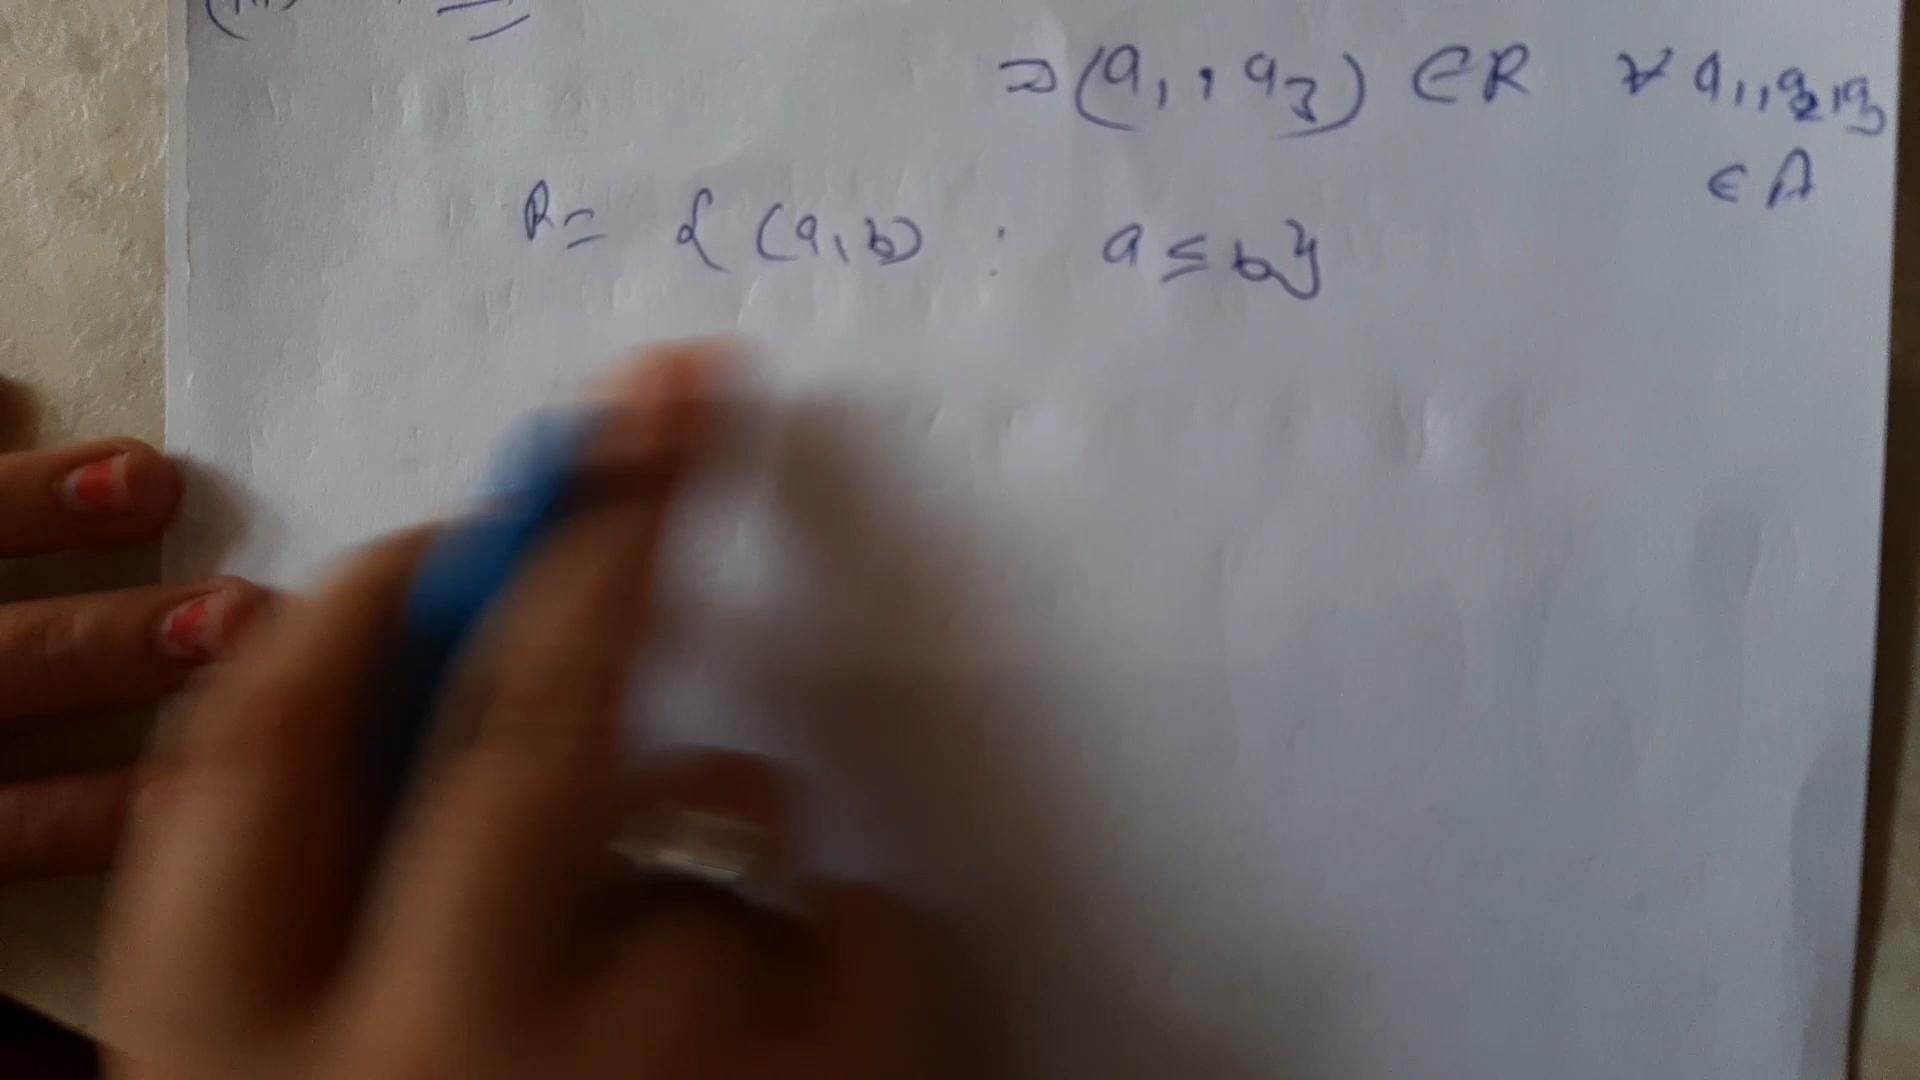 ⇒ (a₁, a₃) ∈ R ∀ a₁, a₂, a₃
∈ A
R = { (a, b) : a ≤ b}